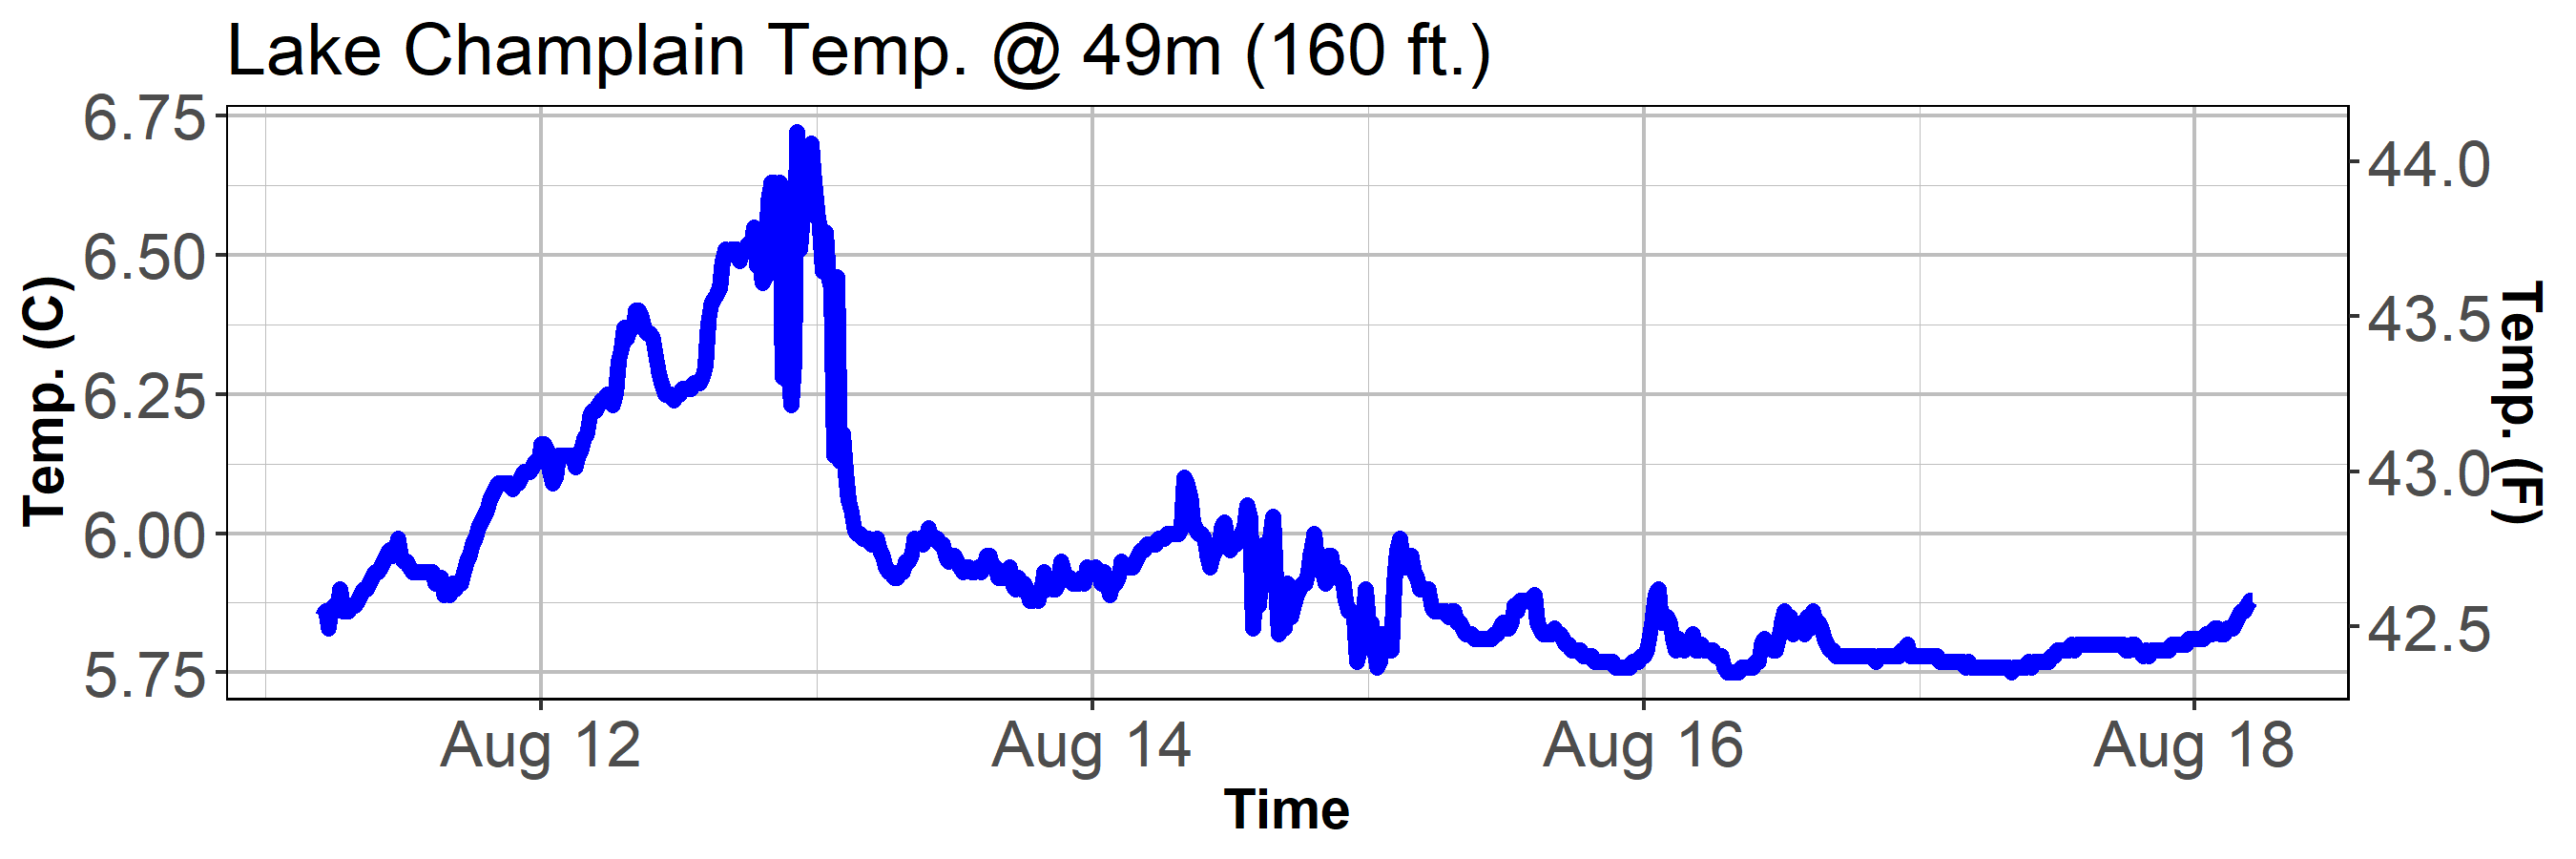 Lake Champlain Temp. @ 49m (160 ft.)
Temp. (C)
6.75
6.50
6.25
6.00
5.75
44.0
43.5
43.0
42.5
Temp. (F)
Aug 12 Aug 14 Aug 16 Aug 18
Time